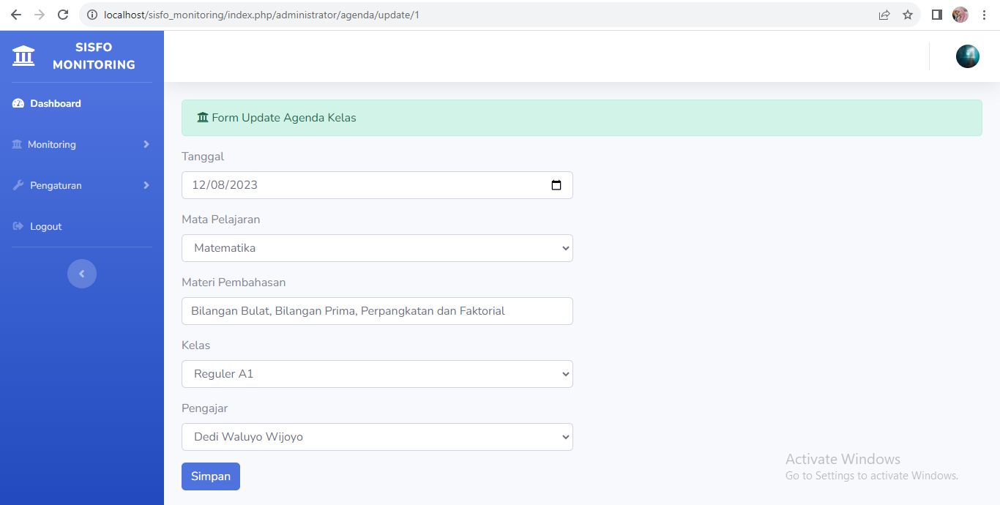 localhost/sisfo_monitoring/index.php/administrator/agenda/update/1
SISFO
MONITORING
Dashboard
Monitoring
Pengaturan
Logout
Form Update Agenda Kelas
Tanggal
12/08/2023
Mata Pelajaran
Matematika
Materi Pembahasan
Bilangan Bulat, Bilangan Prima, Perpangkatan dan Faktorial
Kelas
Reguler A1
Pengajar
Dedi Waluyo Wijoyo
Simpan
Activate Windows
Go to Settings to activate Windows.